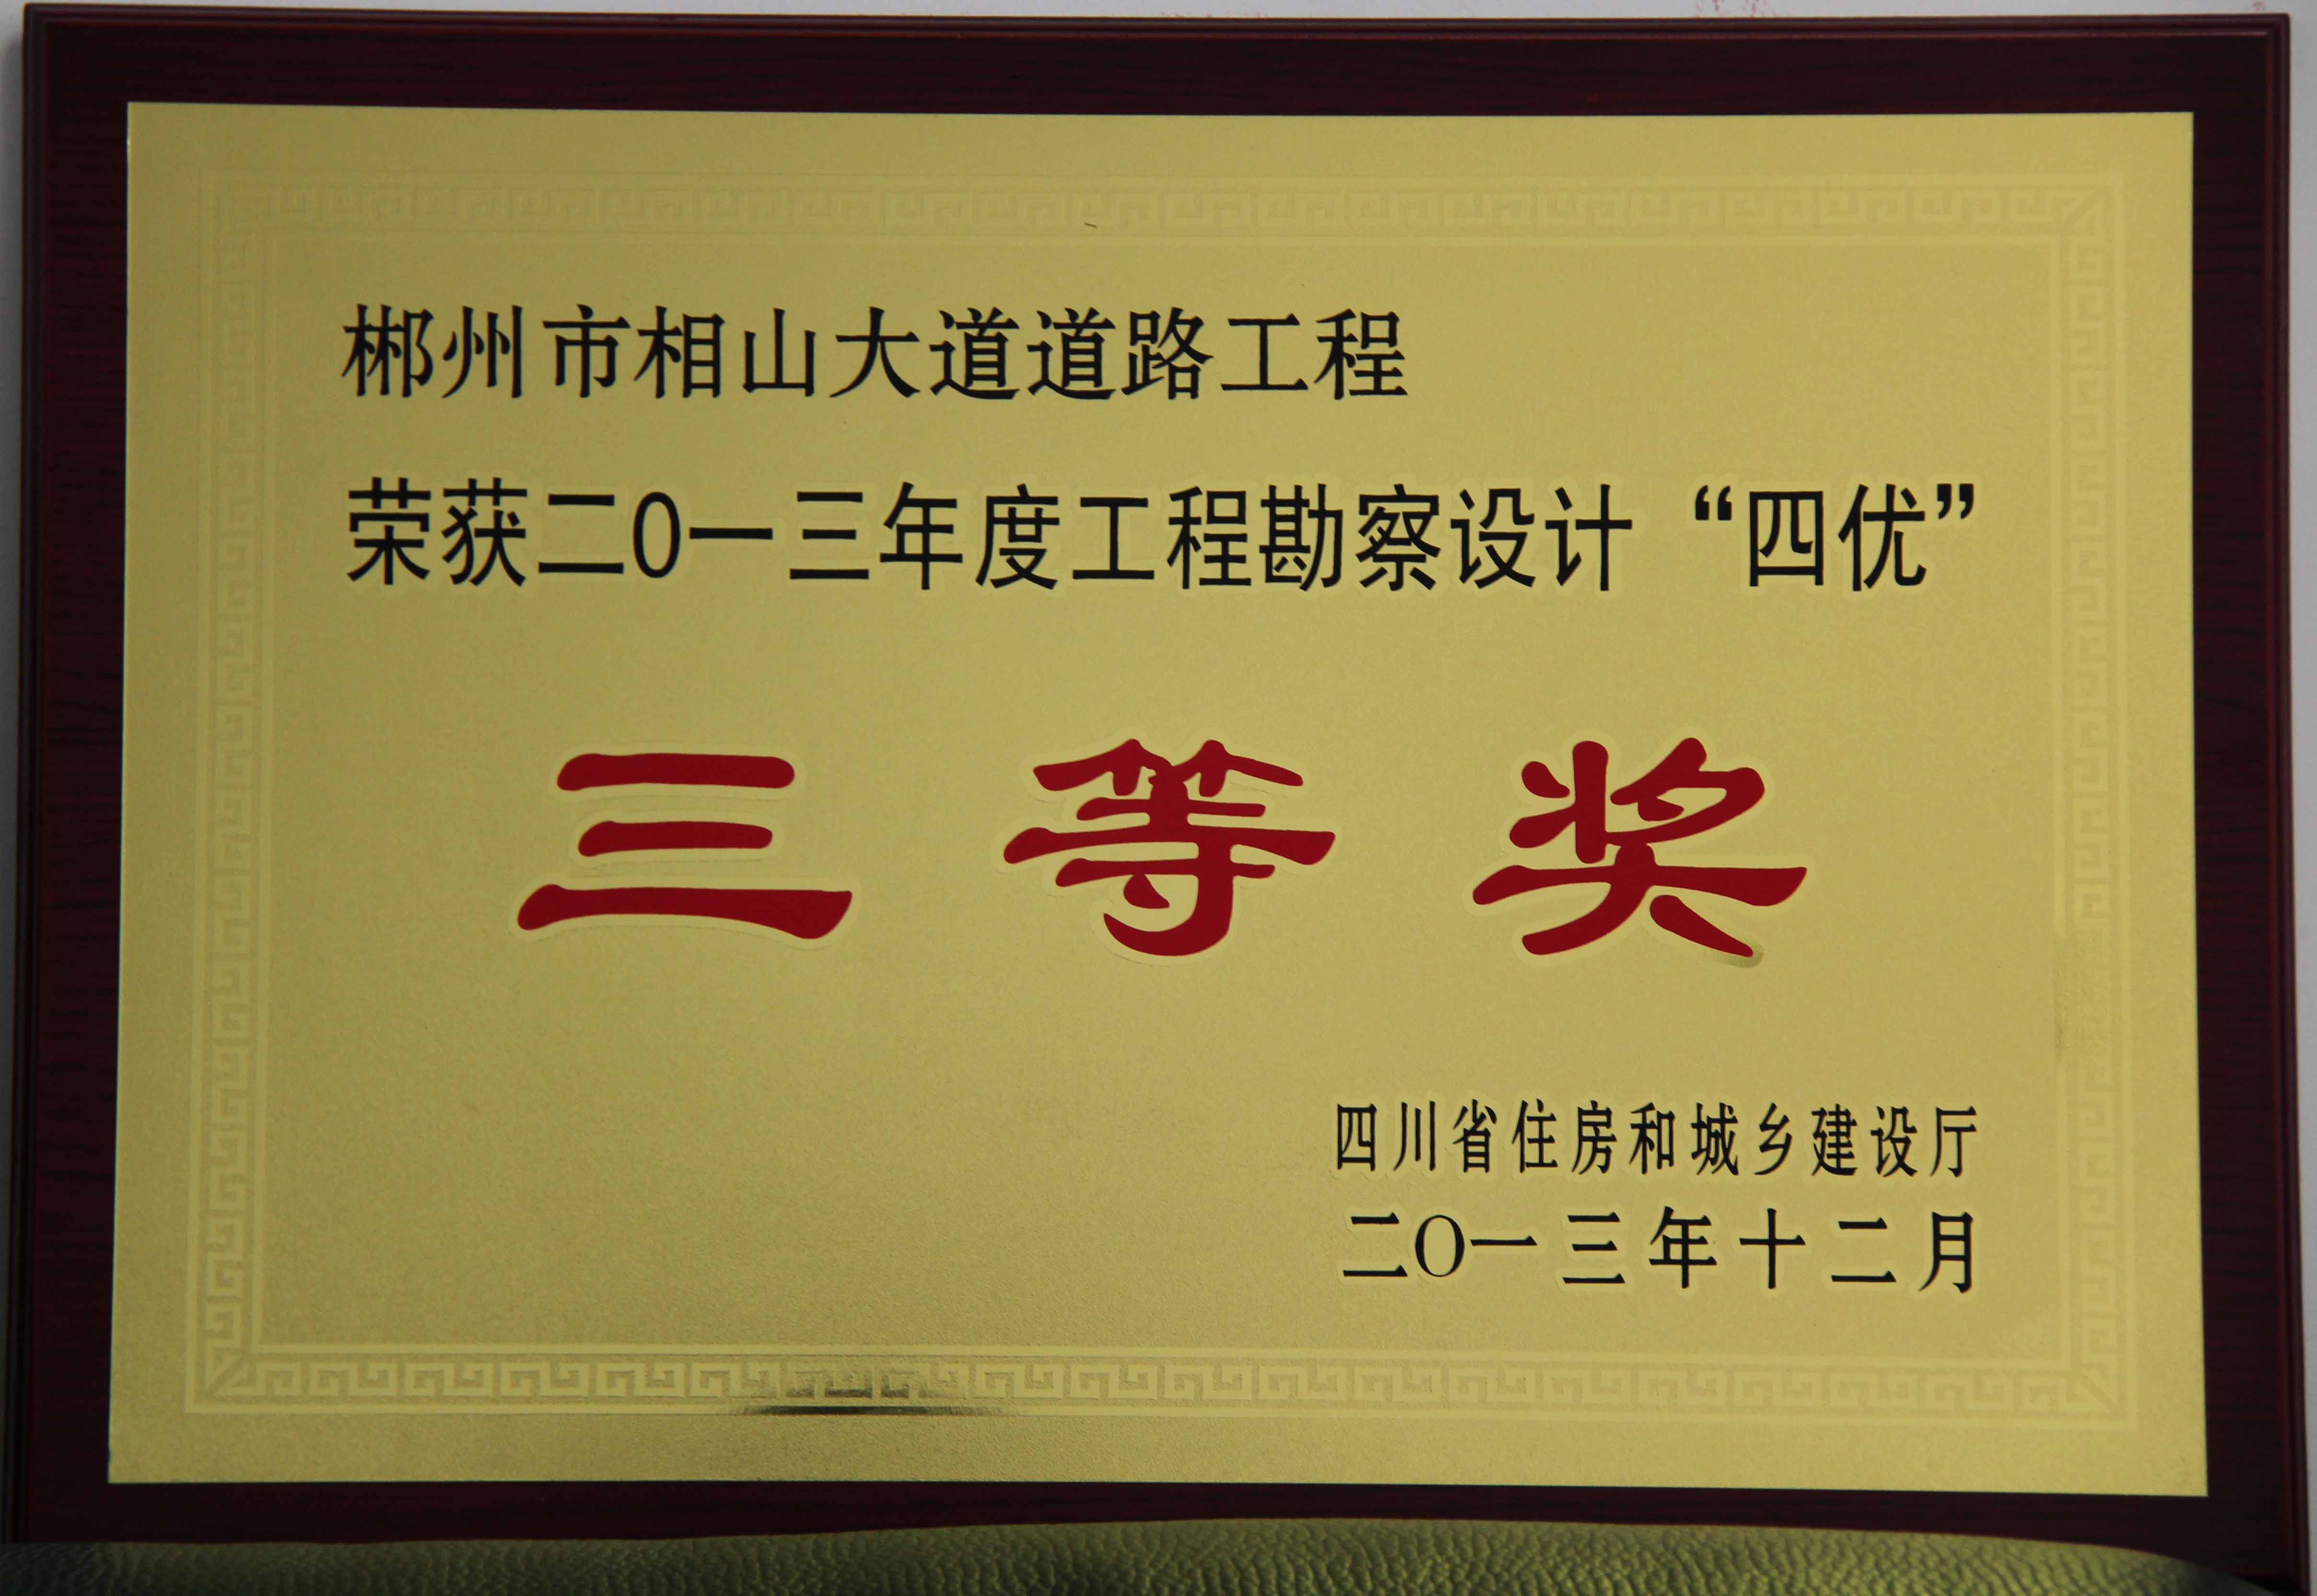 郴州市相山大道道路工程
荣获二0一三年度工程勘察设计“四优”
三等奖
四川省住房和城乡建设厅
二〇一三年十二月